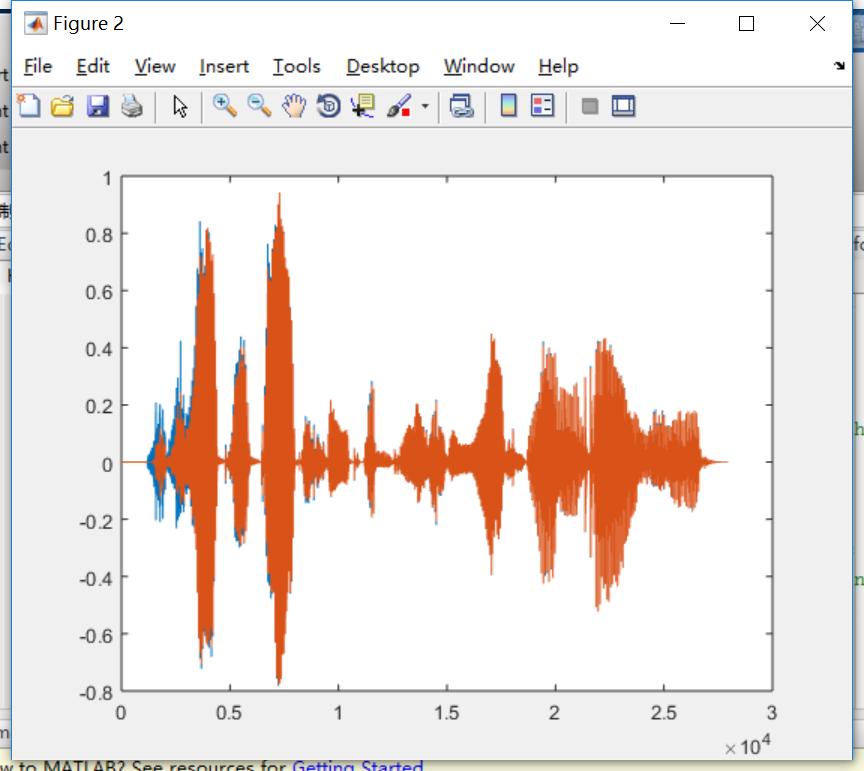 Figure 2
File Edit View Insert Tools Desktop Window Help
1
0.8
0.6
0.4
0.2
0
-0.2
-0.4
-0.6
-0.8
0 0.5 1 1.5 2 2.5 3
×10^4
w to MATLAB? See resources for Getting Started